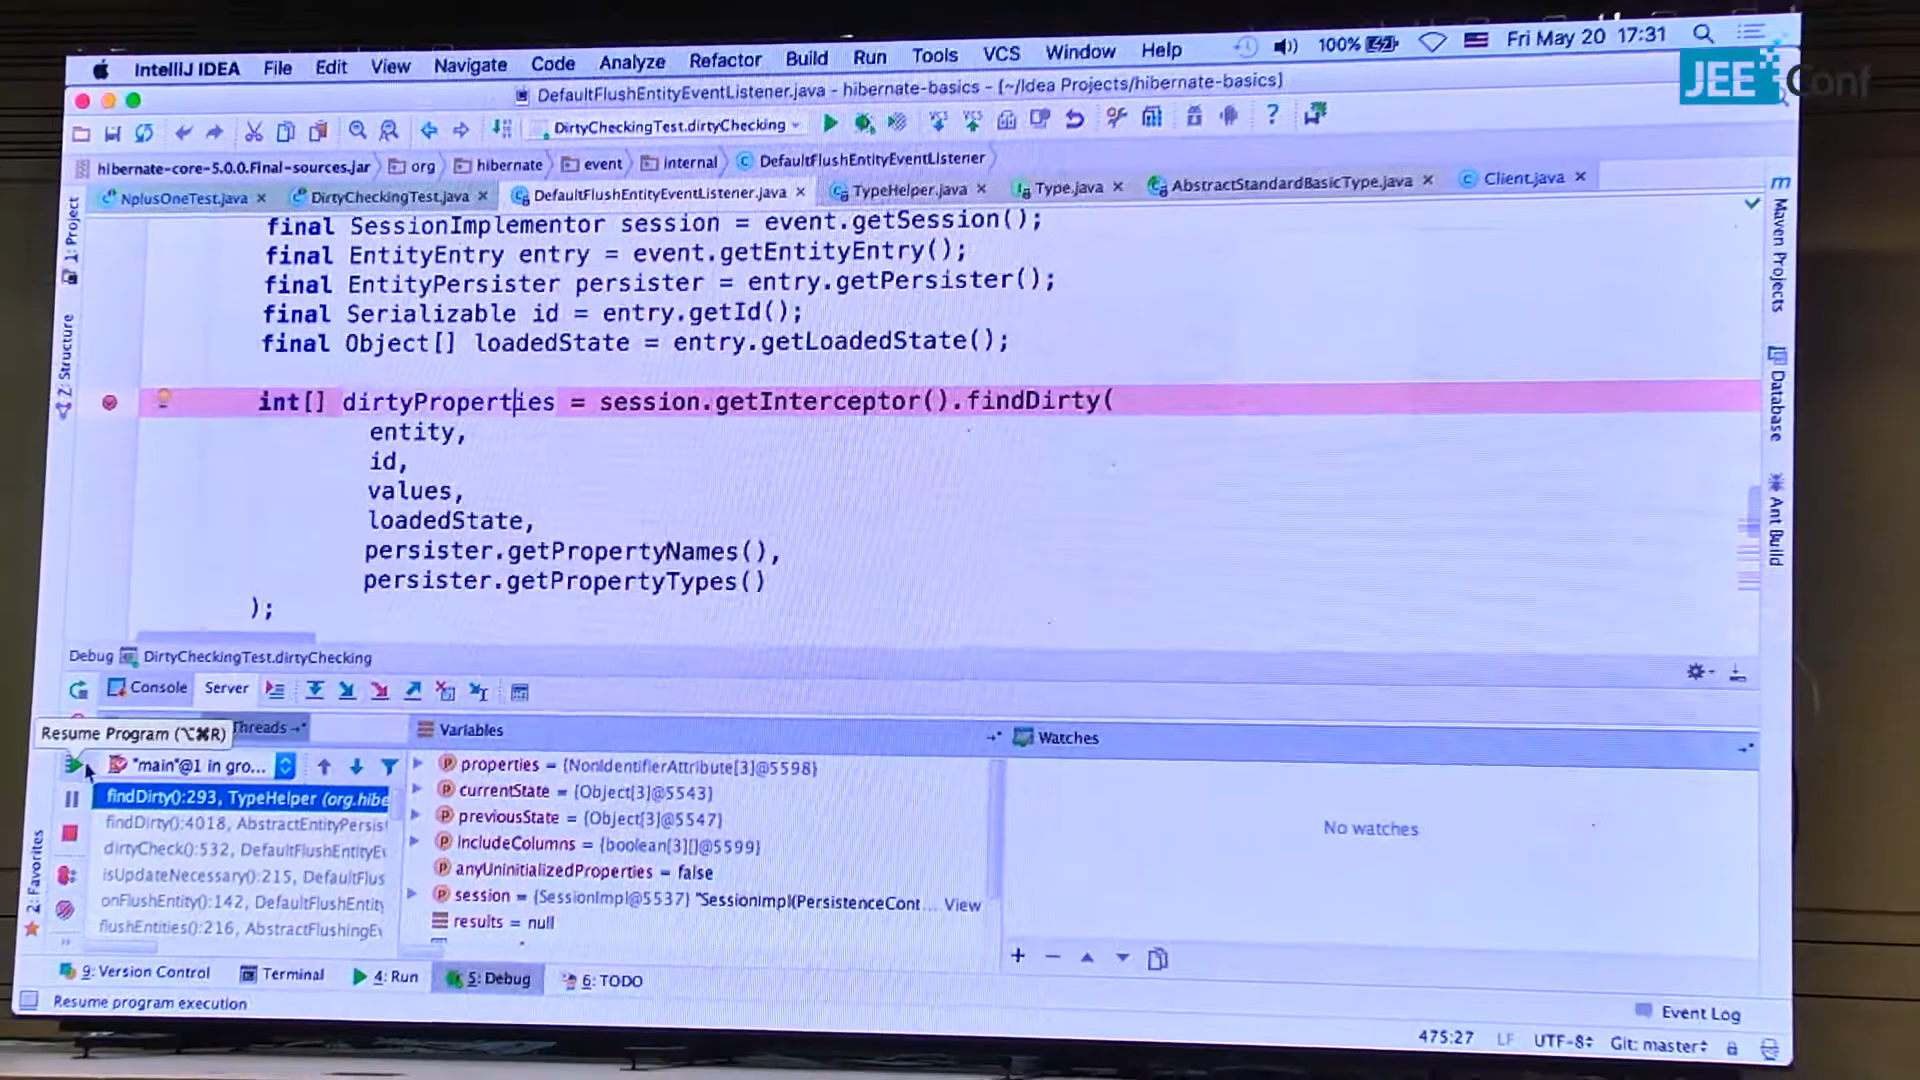 IntelliJ IDEA File Edit View Navigate Code Analyze Refactor Build Run Tools VCS Window Help 100% Fri May 20 17:31
JEE Conf
DefaultFlushEntityEventListener.java - hibernate-basics - [~/Idea Projects/hibernate-basics]
DirtyCheckingTest.dirtyChecking
hibernate-core-5.0.0.Final-sources.jar org hibernate event internal DefaultFlushEntityEventListener
NplusOneTest.java DirtyCheckingTest.java DefaultFlushEntityEventListener.java TypeHelper.java Type.java AbstractStandardBasicType.java Client.java
1: Project
Z: Structure
2: Favorites
Maven Projects
Database
Ant Build
final SessionImplementor session = event.getSession();
final EntityEntry entry = event.getEntityEntry();
final EntityPersister persister = entry.getPersister();
final Serializable id = entry.getId();
final Object[] loadedState = entry.getLoadedState();
int[] dirtyProperties = session.getInterceptor().findDirty(
entity,
id,
values,
loadedState,
persister.getPropertyNames(),
persister.getPropertyTypes()
);
Debug DirtyCheckingTest.dirtyChecking
Console Server
Resume Program (⌥⌘R) Threads Variables Watches
"main"@1 in gro...
findDirty():293, TypeHelper (org.hibe
findDirty():4018, AbstractEntityPersis
dirtyCheck():532, DefaultFlushEntityE
isUpdateNecessary():215, DefaultFlus
onFlushEntity():142, DefaultFlushEntity
flushEntities():216, AbstractFlushingEv
properties = {NonIdentifierAttribute[3]@5598}
currentState = {Object[3]@5543}
previousState = {Object[3]@5547}
includeColumns = {boolean[3][]@5599}
anyUninitializedProperties = false
session = {SessionImpl@5537} "SessionImpl(PersistenceCont... View
results = null
No watches
9: Version Control Terminal 4: Run 5: Debug 6: TODO
Resume program execution
Event Log
475:27 LF UTF-8 Git: master